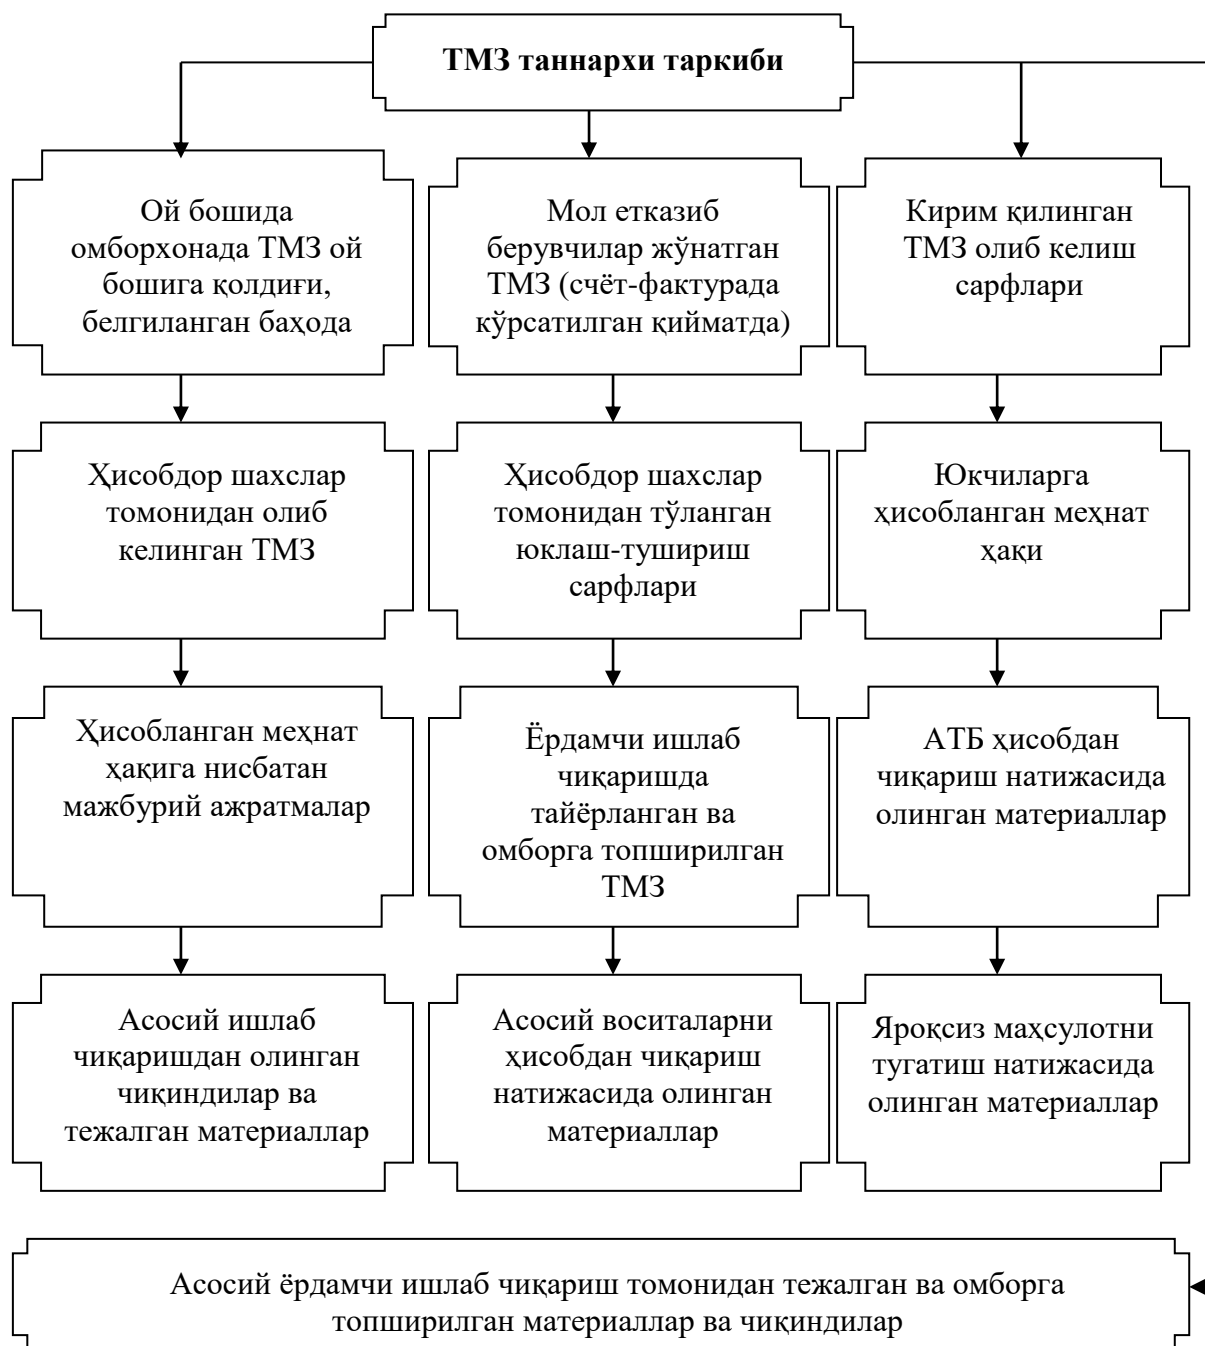 ТМЗ таннархи таркиби
Ой бошида
омборхонада ТМЗ ой
бошига қолдиғи,
белгиланган баҳода
Мол етказиб
берувчилар жўнатган
ТМЗ (счёт-фактурада
кўрсатилган қийматда)
Кирим қилинган
ТМЗ олиб келиш
сарфлари
Ҳисобдор шахслар
томонидан олиб
келинган ТМЗ
Ҳисобдор шахслар
томонидан тўланган
юклаш-тушириш
сарфлари
Юкчиларга
ҳисобланган меҳнат
ҳақи
Ҳисобланган меҳнат
ҳақига нисбатан
мажбурий ажратмалар
Ёрдамчи ишлаб
чиқаришда
тайёрланган ва
омборга топширилган
ТМЗ
АТБ ҳисобдан
чиқариш натижасида
олинган материаллар
Асосий ишлаб
чиқаришдан олинган
чиқиндилар ва
тежалган материаллар
Асосий воситаларни
ҳисобдан чиқариш
натижасида олинган
материаллар
Яроқсиз маҳсулотни
тугатиш натижасида
олинган материаллар
Асосий ёрдамчи ишлаб чиқариш томонидан тежалган ва омборга
топширилган материаллар ва чиқиндилар